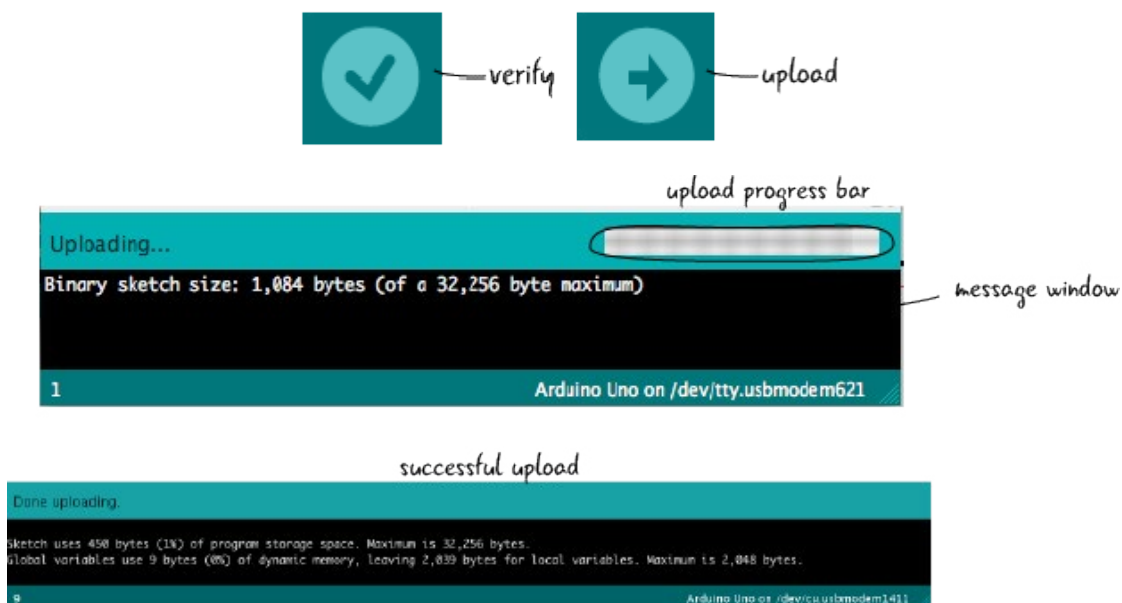 verify
upload
upload progress bar
Uploading...
Binary sketch size: 1,084 bytes (of a 32,256 byte maximum)
message window
1 Arduino Uno on /dev/tty.usbmodem621
successful upload
Done uploading.
Sketch uses 450 bytes (1%) of program storage space. Maximum is 32,256 bytes.
Global variables use 9 bytes (0%) of dynamic memory, leaving 2,039 bytes for local variables. Maximum is 2,048 bytes.
9 Arduino Uno on /dev/cu.usbmodem1411